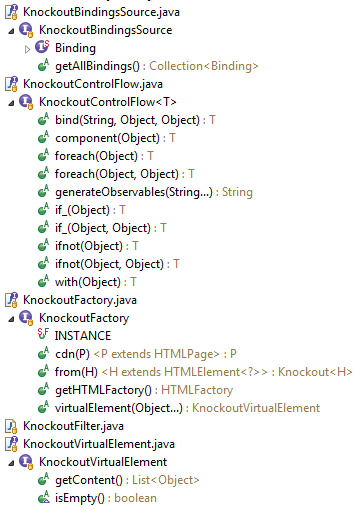 KnockoutBindingsSource.java
KnockoutBindingsSource
Binding
getAllBindings() : Collection<Binding>
KnockoutControlFlow.java
KnockoutControlFlow<T>
bind(String, Object, Object) : T
component(Object) : T
foreach(Object) : T
foreach(Object, Object) : T
generateObservables(String...) : String
if_(Object) : T
if_(Object, Object) : T
ifnot(Object) : T
ifnot(Object, Object) : T
with(Object) : T
KnockoutFactory.java
KnockoutFactory
INSTANCE
cdn(P) <P extends HTMLPage> : P
from(H) <H extends HTMLElement<?>> : Knockout<H>
getHTMLFactory() : HTMLFactory
virtualElement(Object...) : KnockoutVirtualElement
KnockoutFilter.java
KnockoutVirtualElement.java
KnockoutVirtualElement
getContent() : List<Object>
isEmpty() : boolean